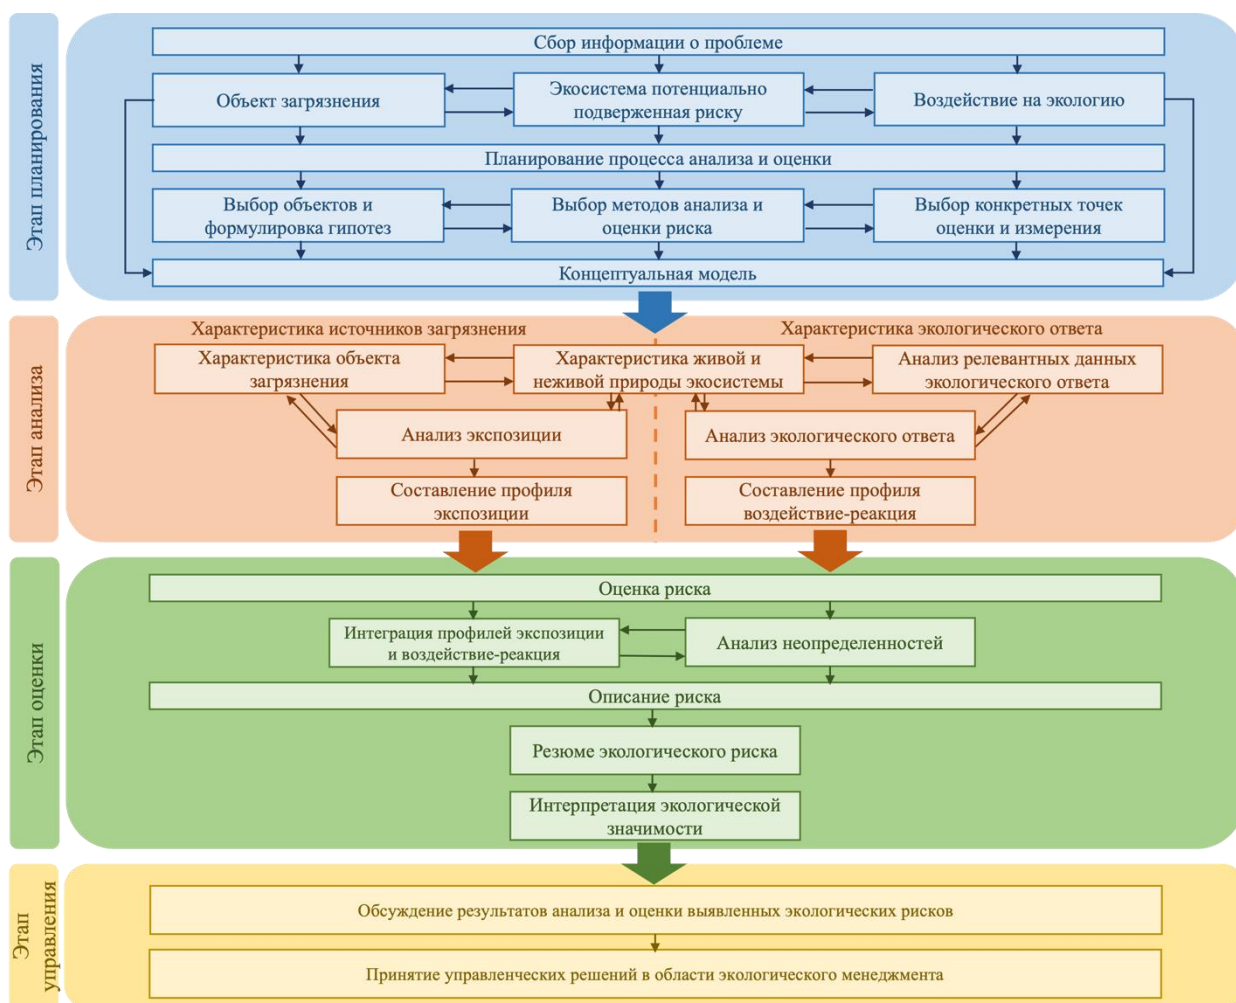 Этап планирования
Сбор информации о проблеме
Объект загрязнения
Экосистема потенциально
подверженная риску
Воздействие на экологию
Планирование процесса анализа и оценки
Выбор объектов и
формулировка гипотез
Выбор методов анализа и
оценки риска
Выбор конкретных точек
оценки и измерения
Концептуальная модель
Этап анализа
Характеристика источников загрязнения
Характеристика экологического ответа
Характеристика объекта
загрязнения
Характеристика живой и
неживой природы экосистемы
Анализ релевантных данных
экологического ответа
Анализ экспозиции
Анализ экологического ответа
Составление профиля
экспозиции
Составление профиля
воздействие-реакция
Этап оценки
Оценка риска
Интеграция профилей экспозиции
и воздействие-реакция
Анализ неопределенностей
Описание риска
Резюме экологического риска
Интерпретация экологической
значимости
Этап
управления
Обсуждение результатов анализа и оценки выявленных экологических рисков
Принятие управленческих решений в области экологического менеджмента